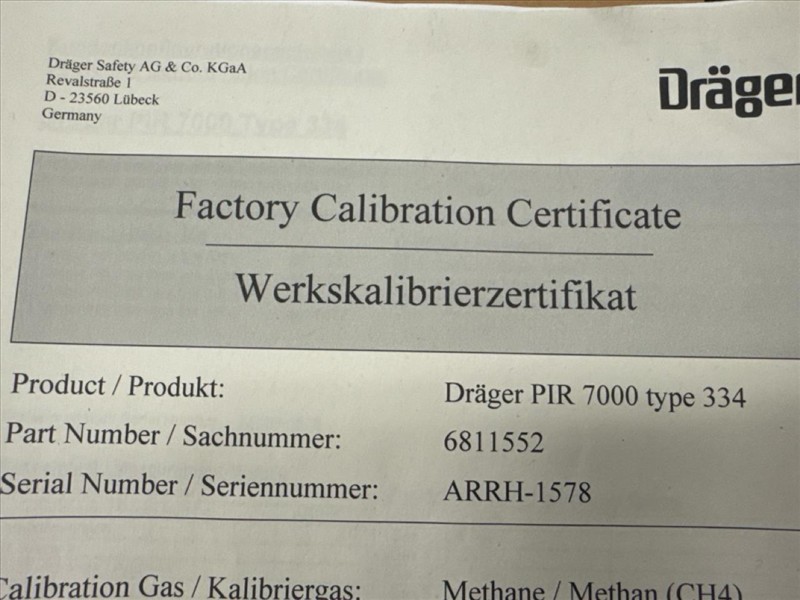 Dräger Safety AG & Co. KGaA
Revalstraße 1
D - 23560 Lübeck
Germany
Dräger
Factory Calibration Certificate
Werkskalibrierzertifikat
Product / Produkt: Dräger PIR 7000 type 334
Part Number / Sachnummer: 6811552
Serial Number / Seriennummer: ARRH-1578
Calibration Gas / Kalibriergas: Methane / Methan (CH4)